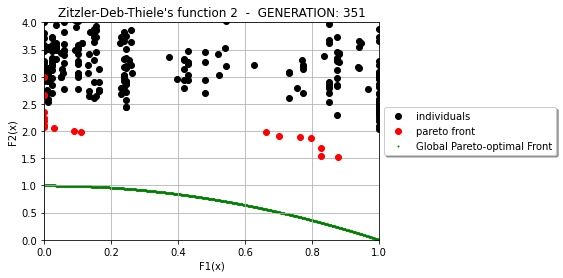 Zitzler-Deb-Thiele's function 2 - GENERATION: 351
F2(x)
4.0
3.5
3.0
2.5
2.0
1.5
1.0
0.5
0.0
0.0 0.2 0.4 0.6 0.8 1.0
F1(x)
individuals
pareto front
Global Pareto-optimal Front